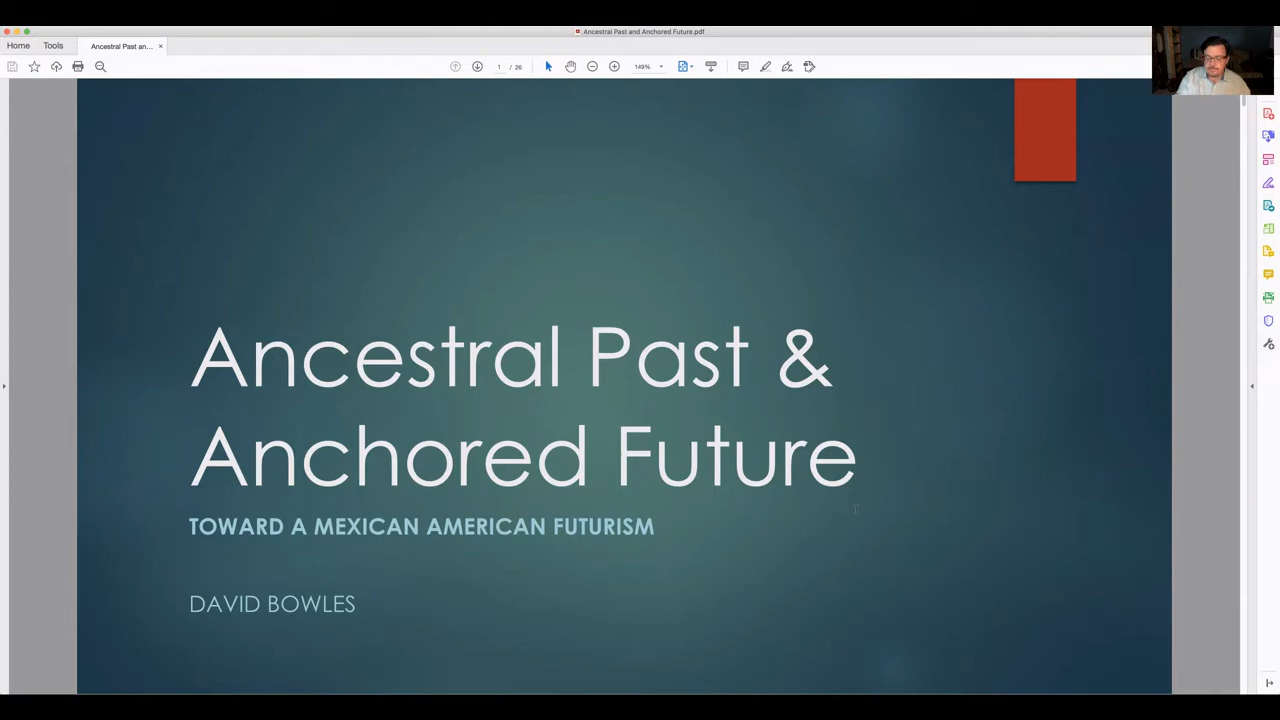 Ancestral Past and Anchored Future.pdf
Home
Tools
Ancestral Past an...
1 / 26
149%
Ancestral Past &
Anchored Future
TOWARD A MEXICAN AMERICAN FUTURISM
DAVID BOWLES